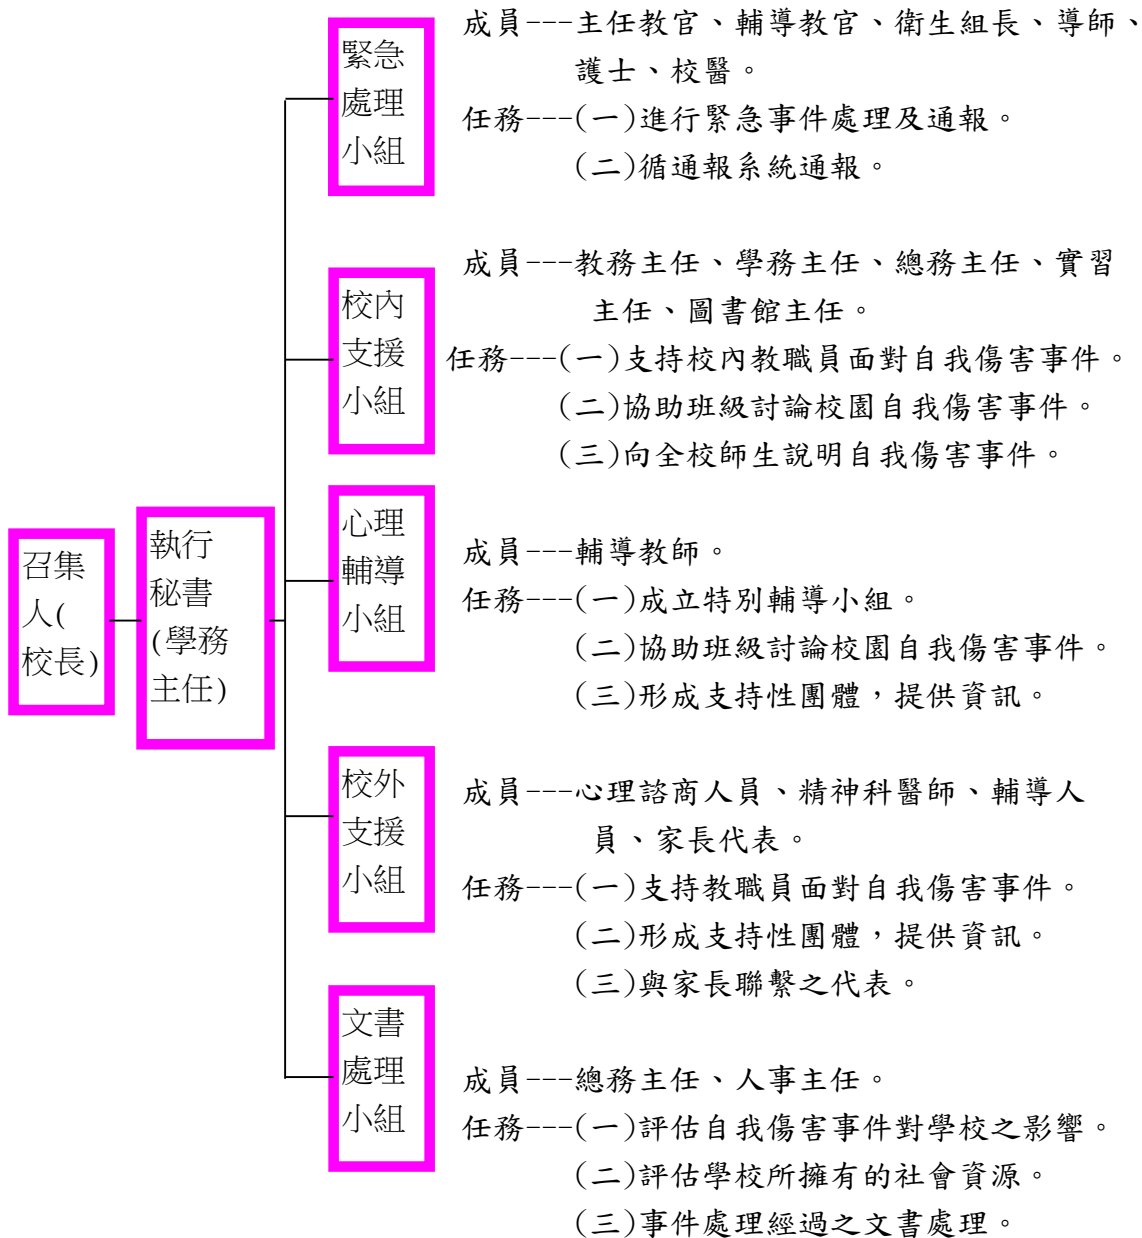 召集
人(
校長)
執行
秘書
(學務
主任)
緊急
處理
小組
成員---主任教官、輔導教官、衛生組長、導師、
護士、校醫。
任務---(一)進行緊急事件處理及通報。
(二)循通報系統通報。
校內
支援
小組
成員---教務主任、學務主任、總務主任、實習
主任、圖書館主任。
任務---(一)支持校內教職員面對自我傷害事件。
(二)協助班級討論校園自我傷害事件。
(三)向全校師生說明自我傷害事件。
心理
輔導
小組
成員---輔導教師。
任務---(一)成立特別輔導小組。
(二)協助班級討論校園自我傷害事件。
(三)形成支持性團體，提供資訊。
校外
支援
小組
成員---心理諮商人員、精神科醫師、輔導人
員、家長代表。
任務---(一)支持教職員面對自我傷害事件。
(二)形成支持性團體，提供資訊。
(三)與家長聯繫之代表。
文書
處理
小組
成員---總務主任、人事主任。
任務---(一)評估自我傷害事件對學校之影響。
(二)評估學校所擁有的社會資源。
(三)事件處理經過之文書處理。